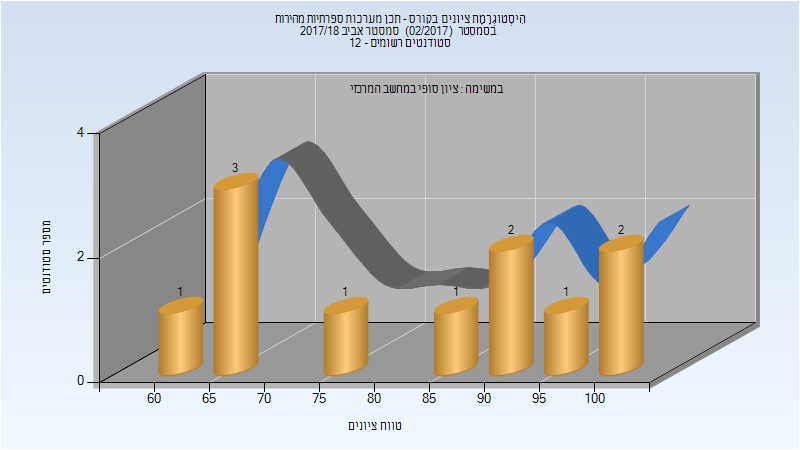 היסטוגרמת ציונים בקורס - תכן מערכות ספרתיות מהירות
בסמסטר (02/2017) סמסטר אביב 2017/18
סטודנטים רשומים - 12
במשימה : ציון סופי במחשב המרכזי
מספר סטודנטים
4
2
0
1
3
1
1
2
1
2
60 65 70 75 80 85 90 95 100
טווח ציונים